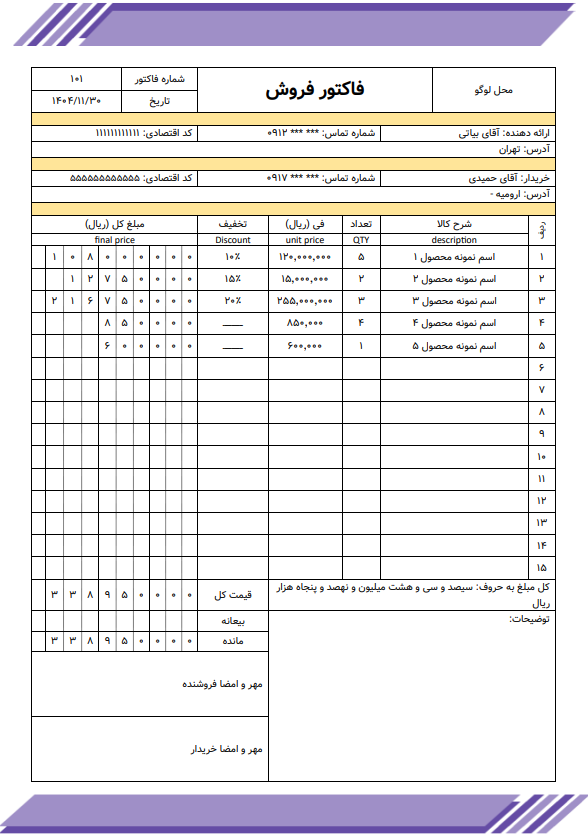 محل لوگو
فاکتور فروش
شماره فاکتور ۱۰۱
تاریخ ۱۴۰۴/۱۱/۳۰
ارائه دهنده: آقای بیاتی شماره تماس: *** *** ۰۹۱۲ کد اقتصادی: ۱۱۱۱۱۱۱۱۱۱۱۱
آدرس: تهران
خریدار: آقای حمیدی شماره تماس: *** *** ۰۹۱۷ کد اقتصادی: ۵۵۵۵۵۵۵۵۵۵۵۵
آدرس: ارومیه -
ردیف شرح کالا تعداد فی (ریال) تخفیف مبلغ کل (ریال)
description QTY unit price Discount final price
۱ اسم نمونه محصول ۱ ۵ ۱۲۰,۰۰۰,۰۰۰ ۱۰٪ ۱ ۰ ۸ ۰ ۰ ۰ ۰ ۰ ۰
۲ اسم نمونه محصول ۲ ۲ ۱۵,۰۰۰,۰۰۰ ۱۵٪ ۱ ۲ ۷ ۵ ۰ ۰ ۰ ۰
۳ اسم نمونه محصول ۳ ۳ ۲۵۵,۰۰۰,۰۰۰ ۲۰٪ ۲ ۱ ۶ ۷ ۵ ۰ ۰ ۰ ۰
۴ اسم نمونه محصول ۴ ۴ ۸۵۰,۰۰۰ ــــــ ۸ ۵ ۰ ۰ ۰ ۰
۵ اسم نمونه محصول ۵ ۱ ۶۰۰,۰۰۰ ــــــ ۶ ۰ ۰ ۰ ۰ ۰
۶
۷
۸
۹
۱۰
۱۱
۱۲
۱۳
۱۴
۱۵
کل مبلغ به حروف: سیصد و سی و هشت میلیون و نهصد و پنجاه هزار
ریال
قیمت کل ۳ ۳ ۸ ۹ ۵ ۰ ۰ ۰ ۰
توضیحات:
بیعانه
مانده ۳ ۳ ۸ ۹ ۵ ۰ ۰ ۰ ۰
مهر و امضا فروشنده
مهر و امضا خریدار